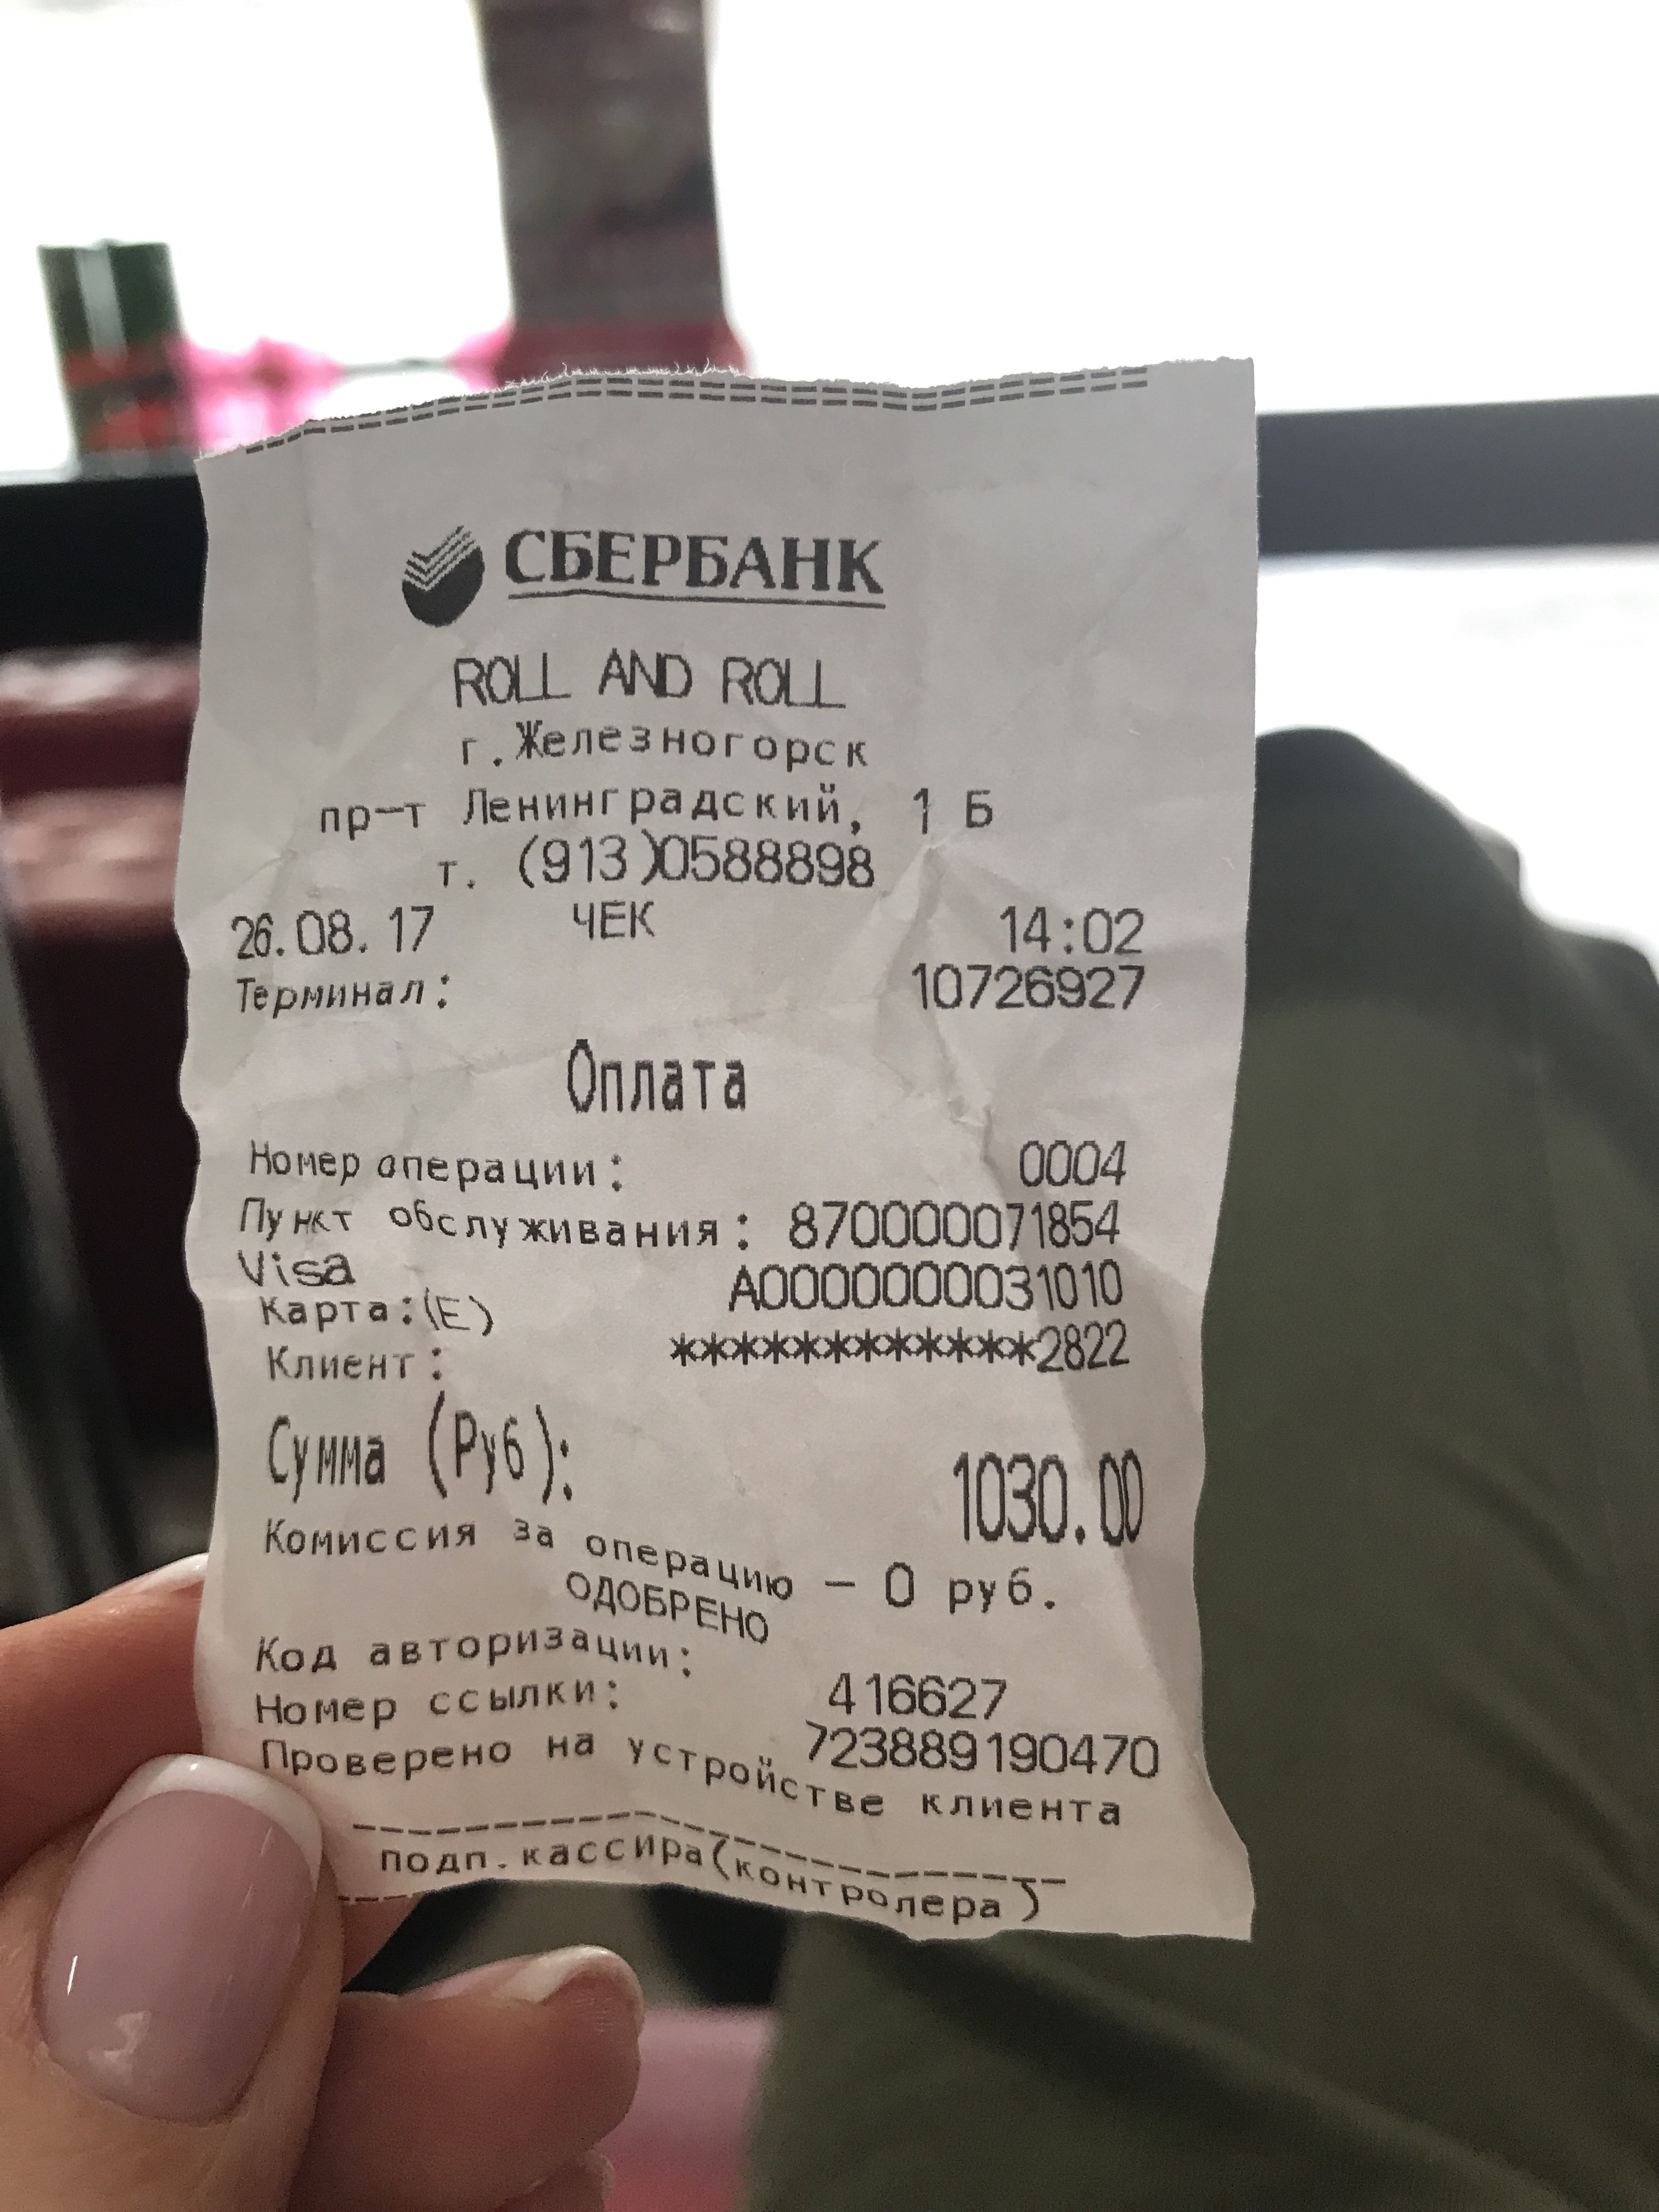 СБЕРБАНК
ROLL AND ROLL
г.Железногорск
пр-т Ленинградский, 1 Б
т. (913)0588898
26.08.17 ЧЕК 14:02
Терминал: 10726927
Оплата
Номер операции: 0004
Пункт обслуживания: 870000071854
Visa A0000000031010
Карта:(E) ************2822
Клиент:
Сумма (Руб): 1030.00
Комиссия за операцию - 0 руб.
ОДОБРЕНО
Код авторизации: 416627
Номер ссылки: 723889190470
Проверено на устройстве клиента
подп.кассира(контролера)